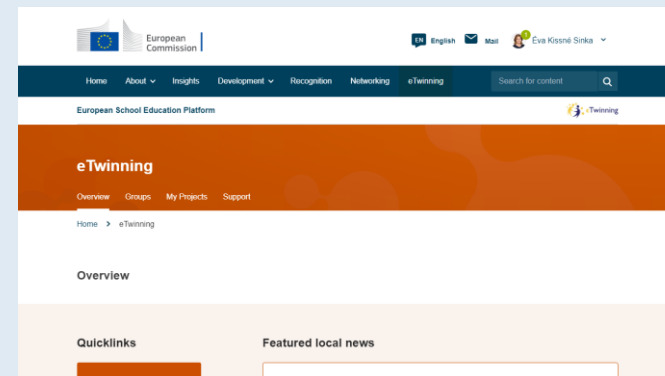 European
Commission
EN English Mail Éva Kissné Sinka
Home About Insights Development Recognition Networking eTwinning Search for content
European School Education Platform eTwinning
eTwinning
Overview Groups My Projects Support
Home > eTwinning
Overview
Quicklinks Featured local news